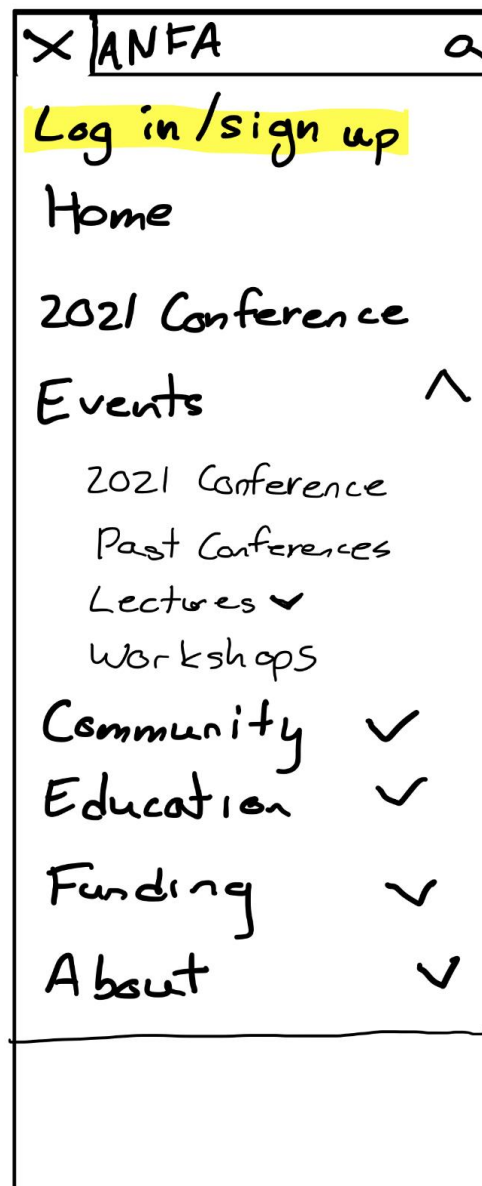 ANFA
Log in/sign up
Home
2021 Conference
Events
2021 Conference
Past Conferences
Lectures
Workshops
Community
Education
Funding
About